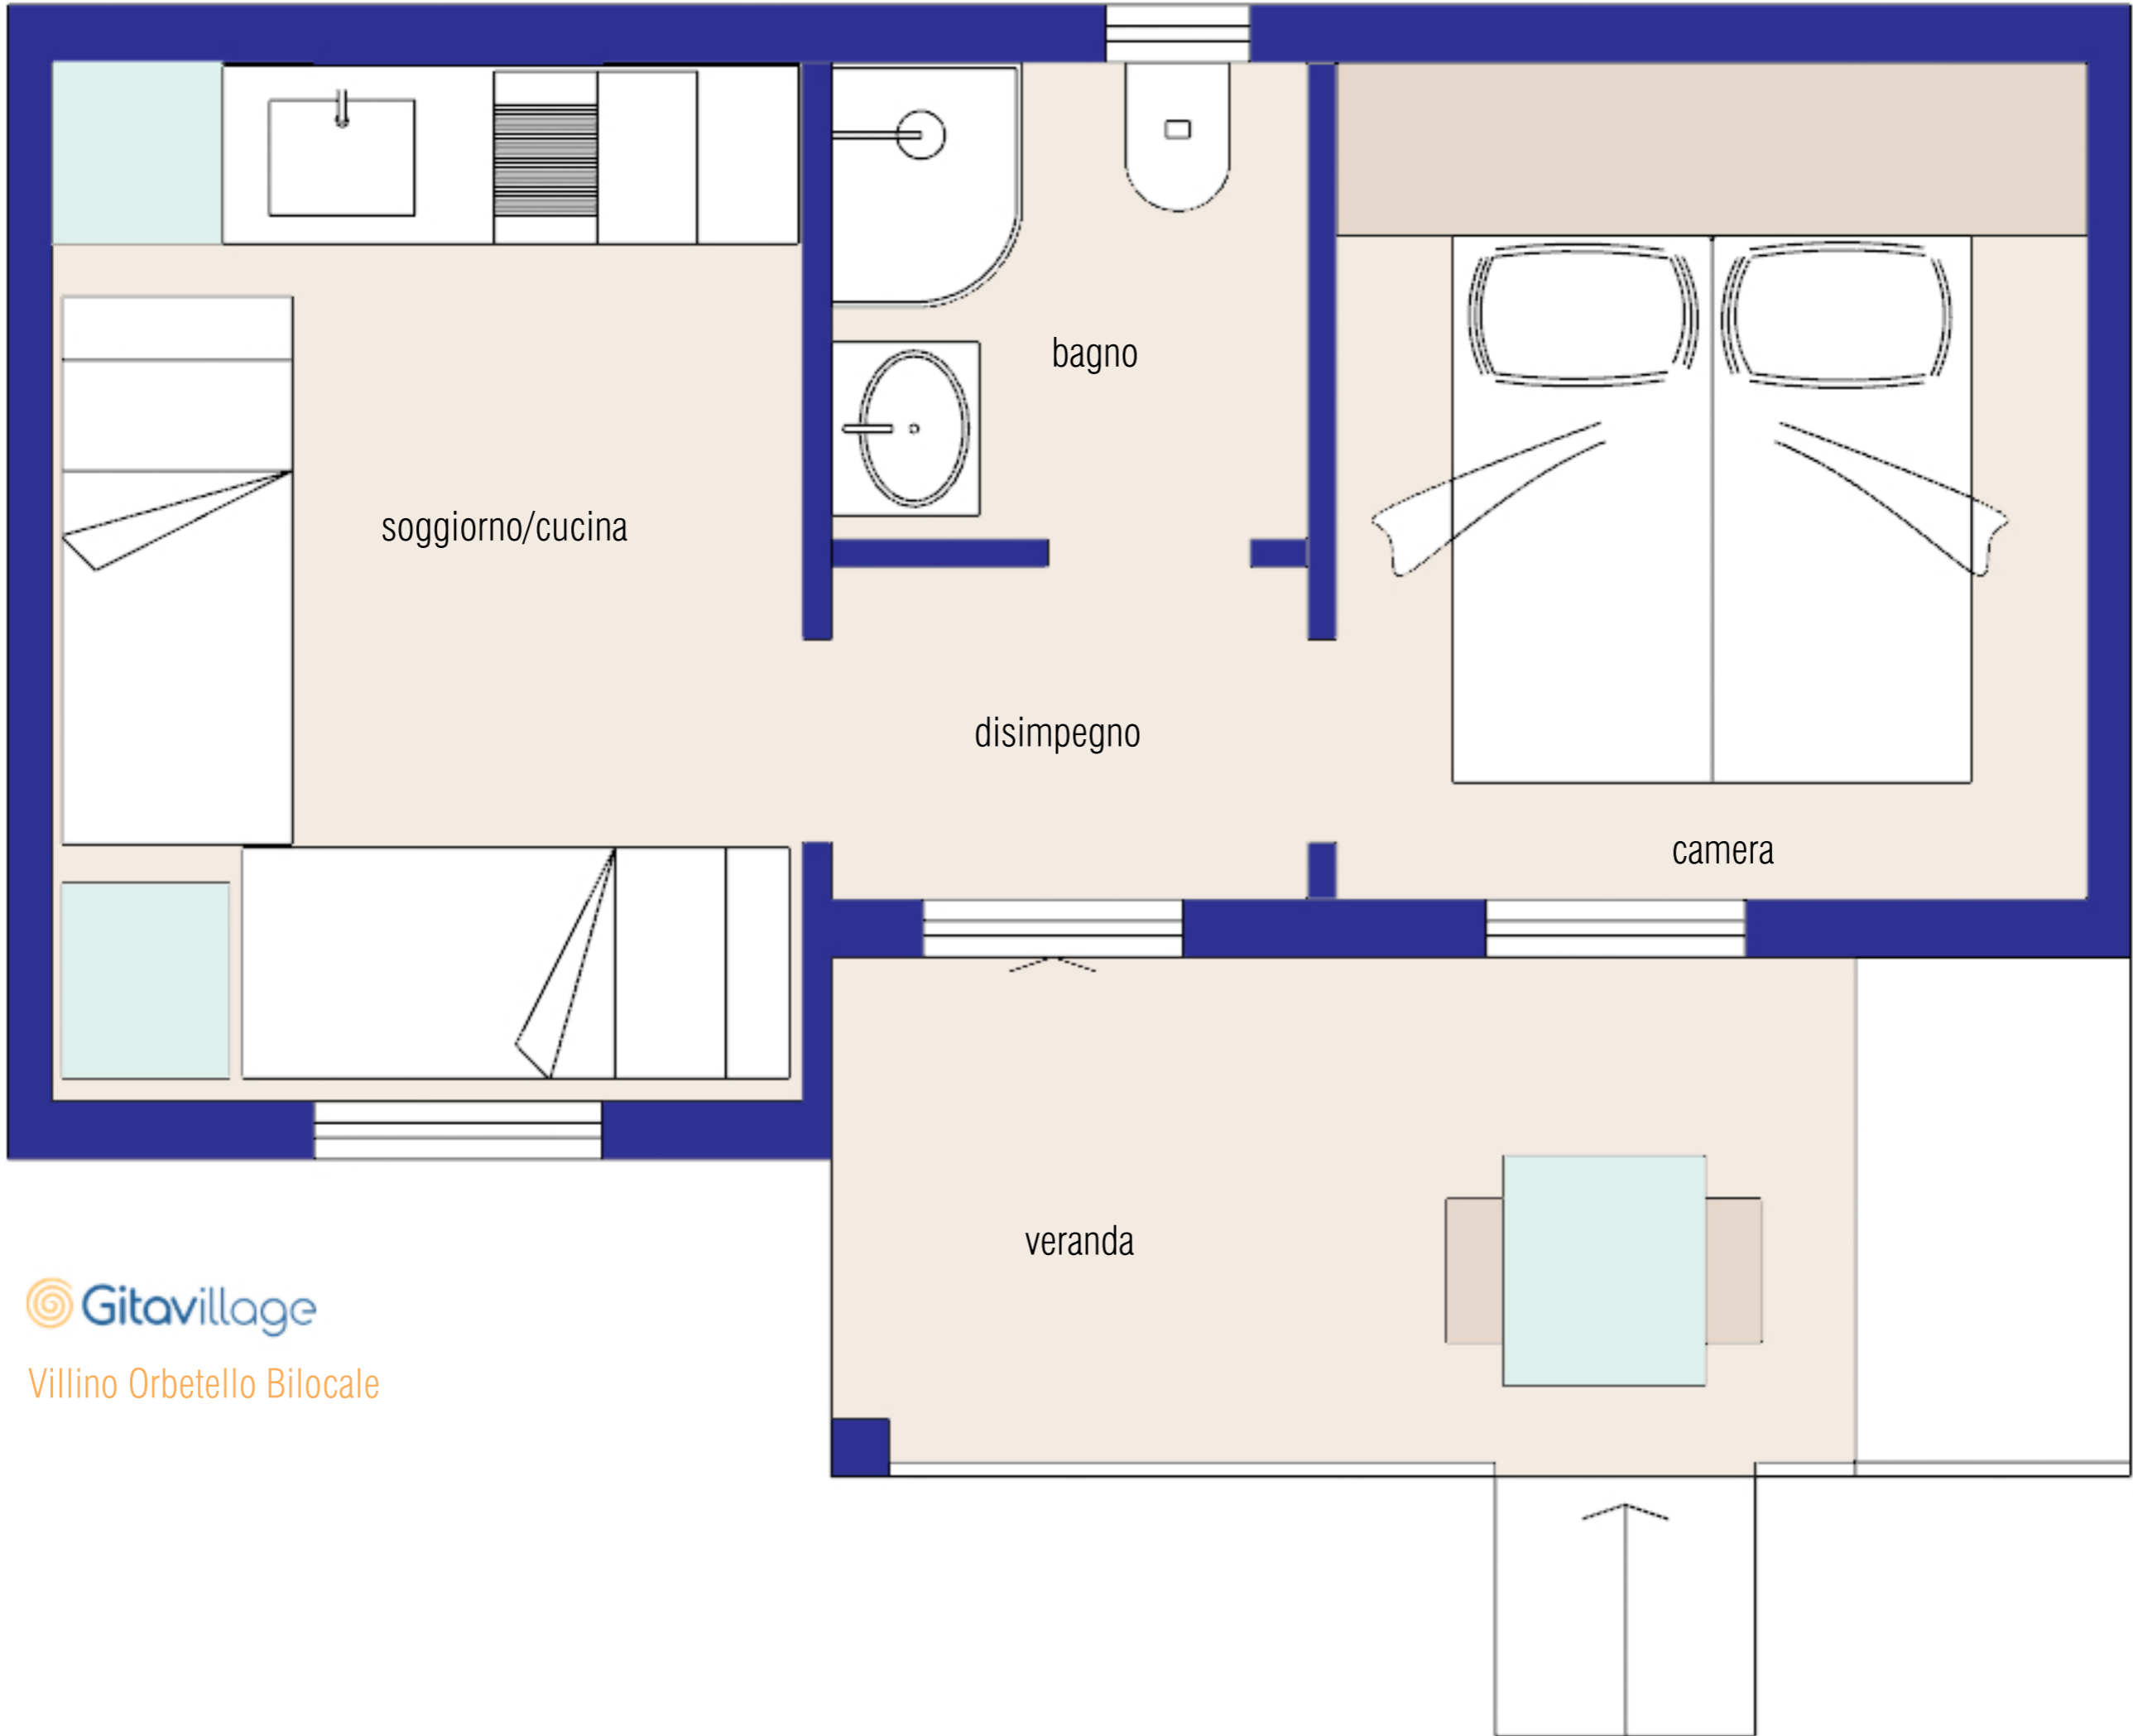 bagno
soggiorno/cucina
disimpegno
camera
veranda
Gitavillage
Villino Orbetello Bilocale